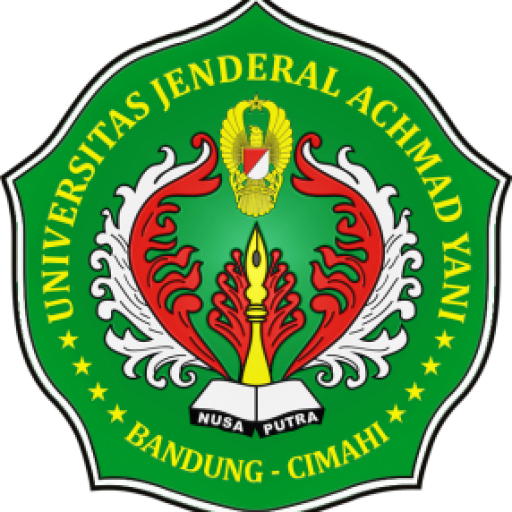 UNIVERSITAS JENDERAL ACHMAD YANI
NUSA PUTRA
BANDUNG - CIMAHI